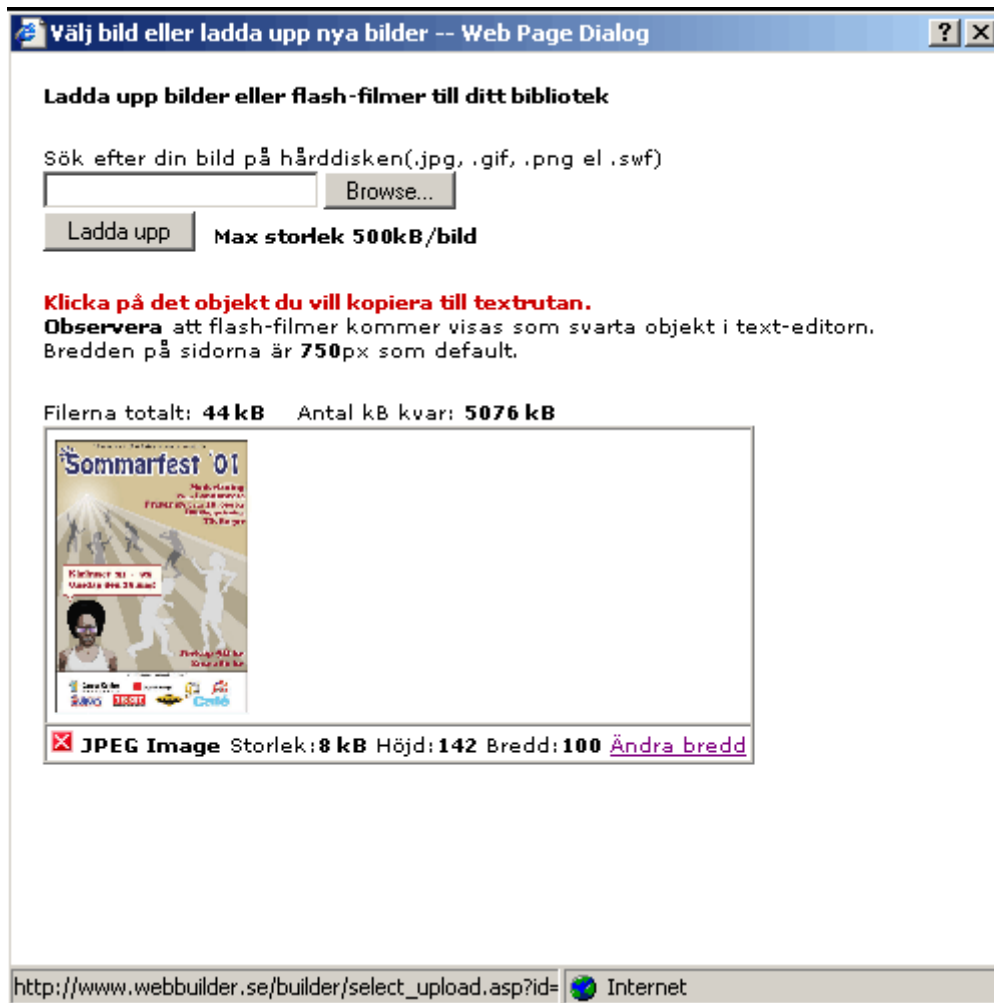 Välj bild eller ladda upp nya bilder -- Web Page Dialog
Ladda upp bilder eller flash-filmer till ditt bibliotek
Sök efter din bild på hårddisken(.jpg, .gif, .png el .swf)
Browse...
Ladda upp Max storlek 500kB/bild
Klicka på det objekt du vill kopiera till textrutan.
Observera att flash-filmer kommer visas som svarta objekt i text-editorn.
Bredden på sidorna är 750px som default.
Filerna totalt: 44 kB Antal kB kvar: 5076 kB
Sommarfest '01
Café
JPEG Image Storlek:8 kB Höjd:142 Bredd:100 Ändra bredd
http://www.webbuilder.se/builder/select_upload.asp?id= Internet